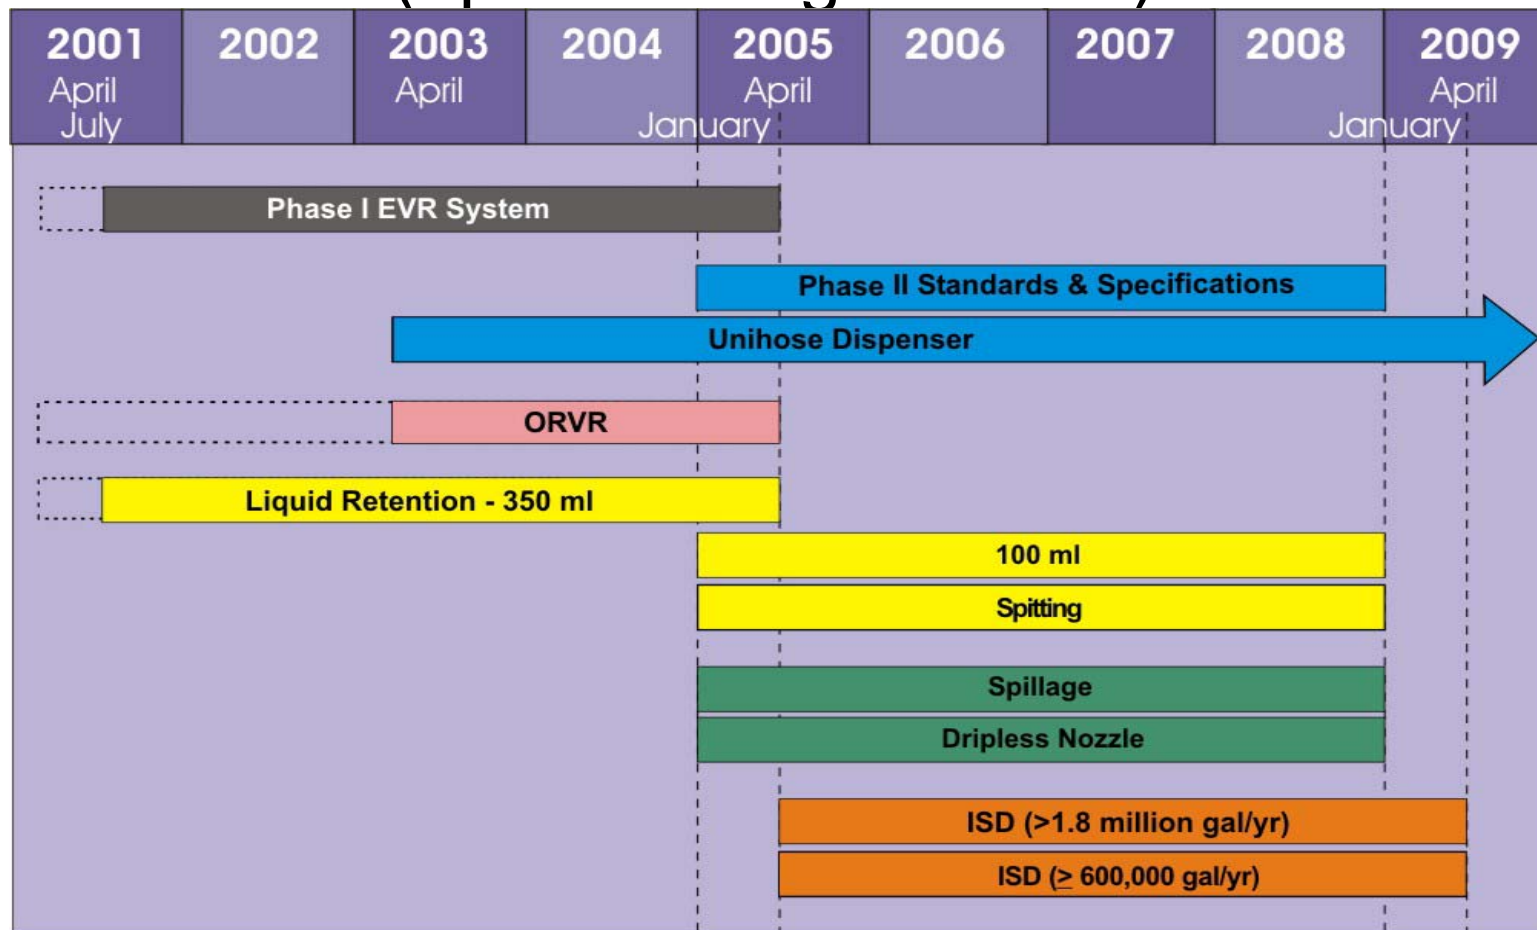 2001 2002 2003 2004 2005 2006 2007 2008 2009
April April April April
July January January
Phase I EVR System
Phase II Standards & Specifications
Unihose Dispenser
ORVR
Liquid Retention - 350 ml
100 ml
Spitting
Spillage
Dripless Nozzle
ISD (>1.8 million gal/yr)
ISD (≥ 600,000 gal/yr)